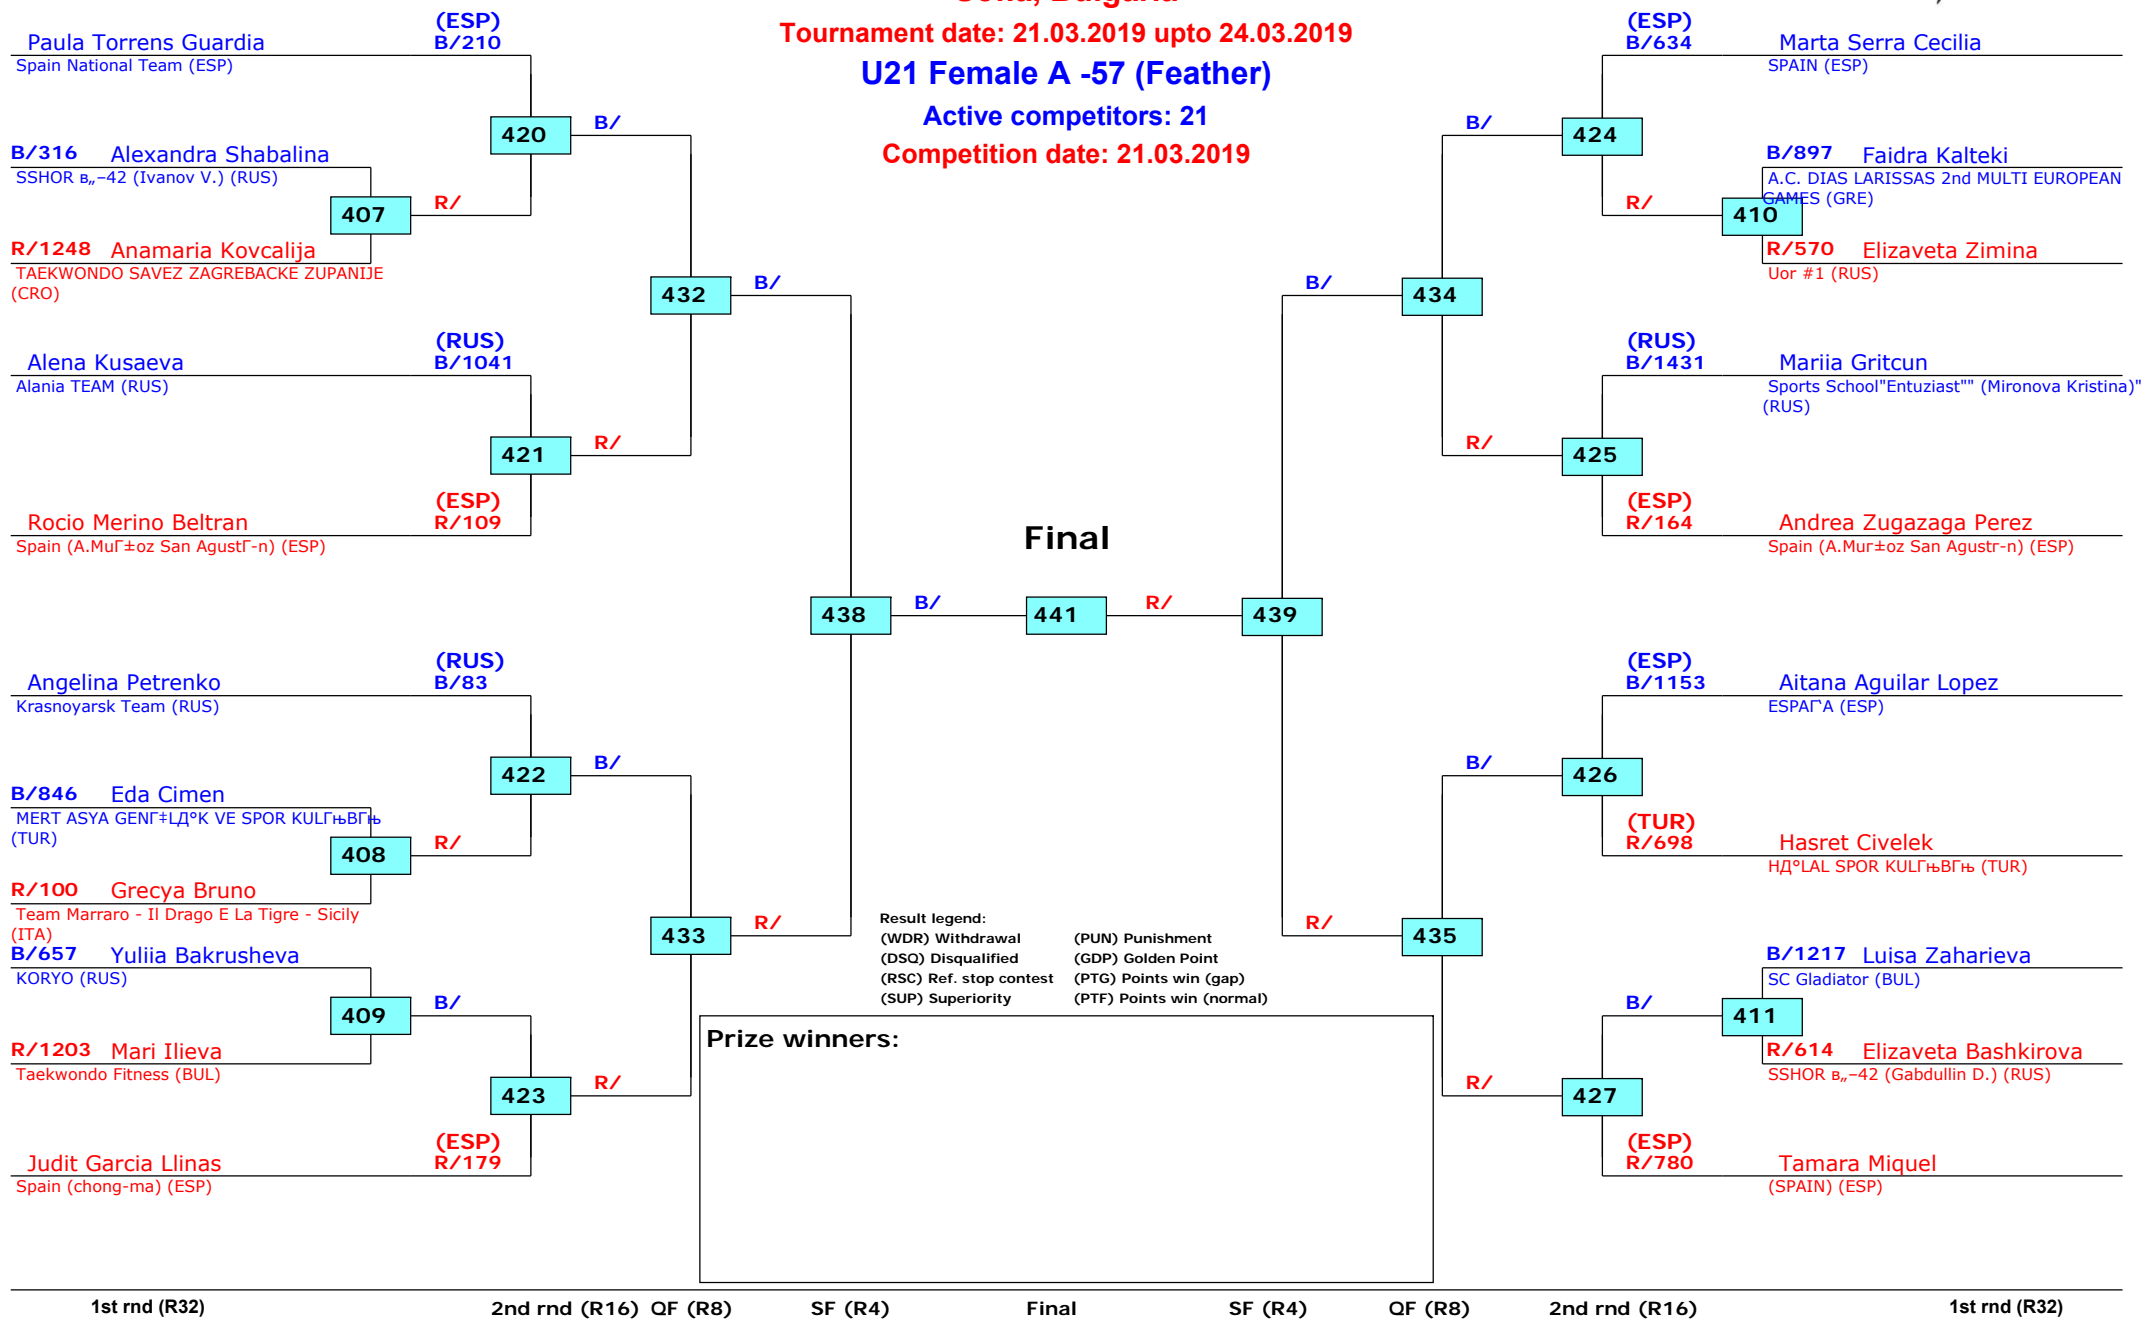 Tournament date: 21.03.2019 upto 24.03.2019
U21 Female A -57 (Feather)
Active competitors: 21
Competition date: 21.03.2019
(ESP)
Paula Torrens Guardia B/210
Spain National Team (ESP)
420
B/
B/316 Alexandra Shabalina
SSHOR в„–42 (Ivanov V.) (RUS)
407
R/
R/1248 Anamaria Kovcalija
TAEKWONDO SAVEZ ZAGREBACKE ZUPANIJE
(CRO)
432
B/
(RUS)
Alena Kusaeva B/1041
Alania TEAM (RUS)
421
R/
(ESP)
Rocio Merino Beltran R/109
Spain (A.MuГ±oz San AgustГ-n) (ESP)
438
B/
(RUS)
Angelina Petrenko B/83
Krasnoyarsk Team (RUS)
422
B/
B/846 Eda Cimen
MERT ASYA GENГ‡LД°K VE SPOR KULГњBГњ
(TUR)
408
R/
R/100 Grecya Bruno
Team Marraro - Il Drago E La Tigre - Sicily
(ITA)
433
R/
B/657 Yuliia Bakrusheva
KORYO (RUS)
409
B/
R/1203 Mari Ilieva
Taekwondo Fitness (BUL)
423
R/
(ESP)
Judit Garcia Llinas R/179
Spain (chong-ma) (ESP)
Final
441
R/
439
(ESP)
B/634 Marta Serra Cecilia
SPAIN (ESP)
B/
424
B/897 Faidra Kalteki
A.C. DIAS LARISSAS 2nd MULTI EUROPEAN
GAMES (GRE)
R/
410
R/570 Elizaveta Zimina
Uor #1 (RUS)
B/
434
(RUS)
B/1431 Mariia Gritcun
Sports School"Entuziast"" (Mironova Kristina)"
(RUS)
R/
425
(ESP)
R/164 Andrea Zugazaga Perez
Spain (A.Muг±oz San Agustг-n) (ESP)
(ESP)
B/1153 Aitana Aguilar Lopez
ESPAГ‘A (ESP)
B/
426
(TUR)
R/698 Hasret Civelek
HД°LAL SPOR KULГњBГњ (TUR)
R/
435
B/1217 Luisa Zaharieva
SC Gladiator (BUL)
B/
411
R/614 Elizaveta Bashkirova
SSHOR в„–42 (Gabdullin D.) (RUS)
R/
427
(ESP)
R/780 Tamara Miquel
(SPAIN) (ESP)
Result legend:
(WDR) Withdrawal (PUN) Punishment
(DSQ) Disqualified (GDP) Golden Point
(RSC) Ref. stop contest (PTG) Points win (gap)
(SUP) Superiority (PTF) Points win (normal)
Prize winners:
1st rnd (R32) 2nd rnd (R16) QF (R8) SF (R4) Final SF (R4) QF (R8) 2nd rnd (R16) 1st rnd (R32)